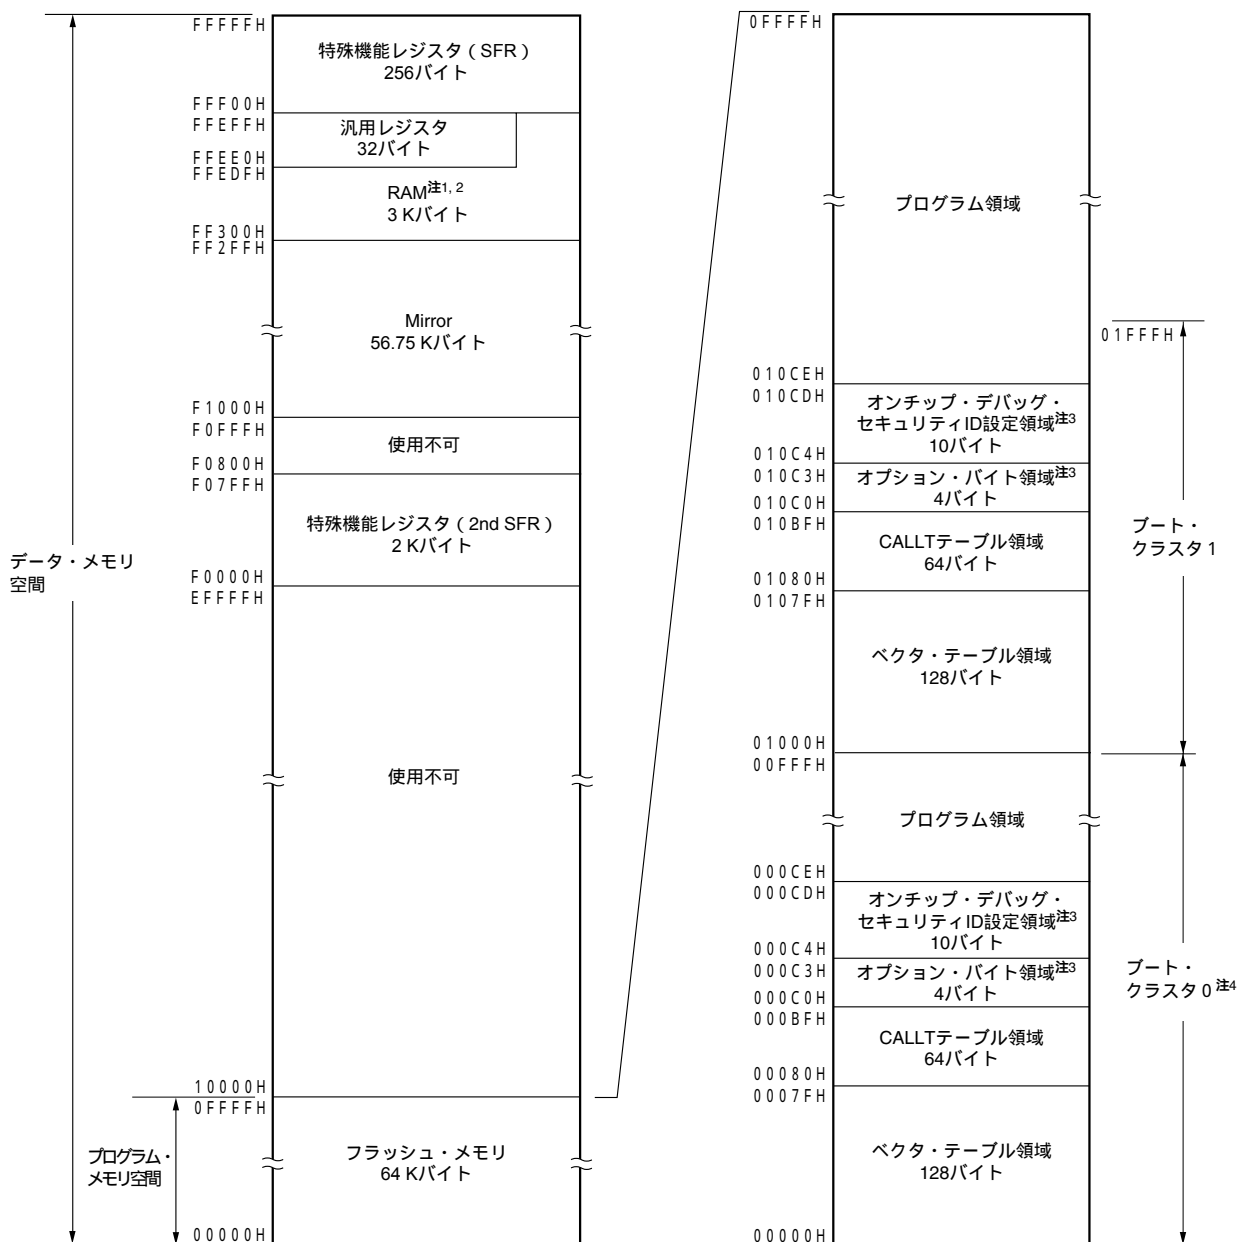 FFFFFH
特殊機能レジスタ（SFR）
256バイト
FFF00H
FFEFFH
汎用レジスタ
32バイト
FFEE0H
FFEDFH
RAM注1, 2
3 Kバイト
FF300H
FF2FFH
Mirror
56.75 Kバイト
F1000H
F0FFFH
使用不可
F0800H
F07FFH
特殊機能レジスタ（2nd SFR）
2 Kバイト
データ・メモリ
空間
F0000H
EFFFFH
使用不可
10000H
0FFFFH
プログラム・
メモリ空間
フラッシュ・メモリ
64 Kバイト
00000H
0FFFFH
プログラム領域
01FFFH
010CEH
010CDH
オンチップ・デバッグ・
セキュリティID設定領域注3
10バイト
010C4H
010C3H
オプション・バイト領域注3
4バイト
010C0H
010BFH
CALLTテーブル領域
64バイト
ブート・
クラスタ1
01080H
0107FH
ベクタ・テーブル領域
128バイト
01000H
00FFFH
プログラム領域
000CEH
000CDH
オンチップ・デバッグ・
セキュリティID設定領域注3
10バイト
000C4H
000C3H
オプション・バイト領域注3
4バイト
ブート・
クラスタ0注4
000C0H
000BFH
CALLTテーブル領域
64バイト
00080H
0007FH
ベクタ・テーブル領域
128バイト
00000H